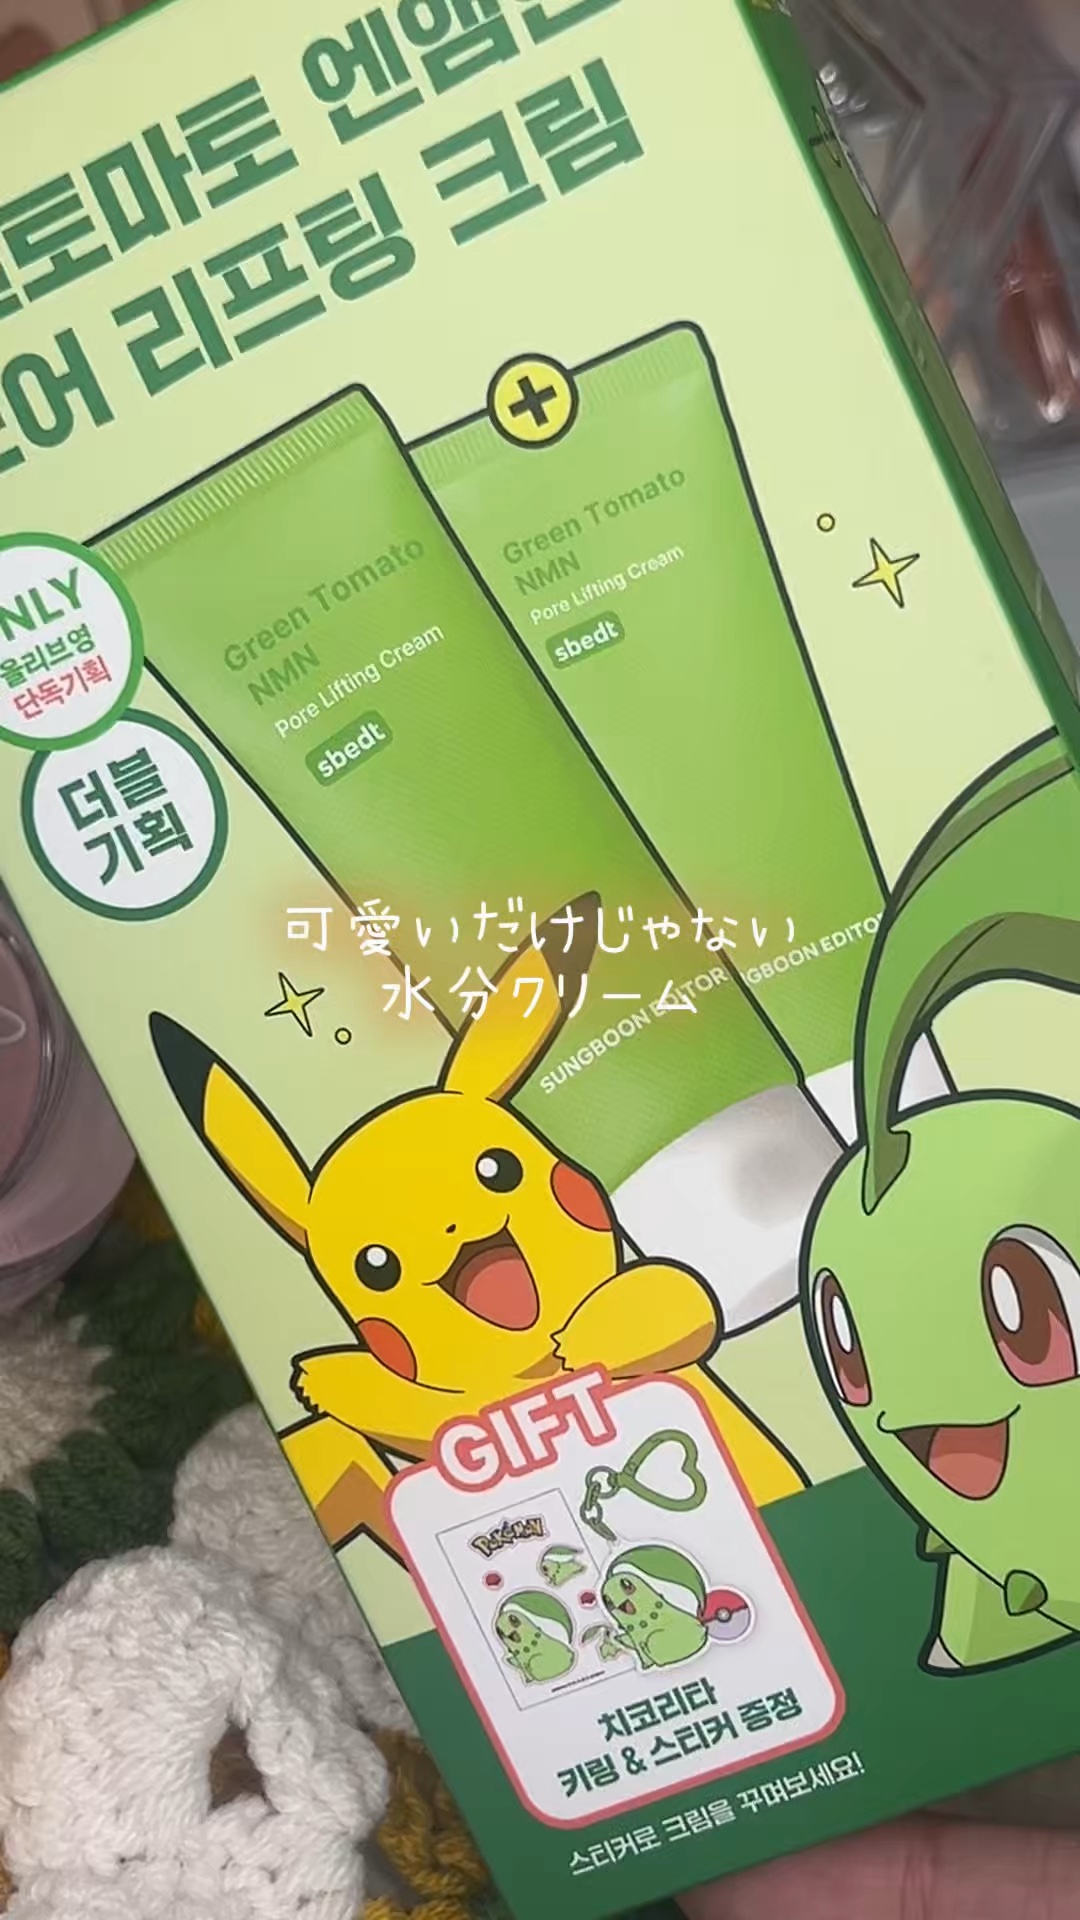 토마토
리프팅 크림
Green Tomato
NMN
Pore Lifting Cream
sbedt
Green Tomato
NMN
Pore Lifting Cream
sbedt
NLY
올리브영
단독기획
더블
기획
可愛いだけじゃない
水分クリーム
SUNGBOON EDITOR
GBOON EDITOR
GIFT
POKéMON
치코리타
키링 & 스티커 증정
스티커로 크림을 꾸며보세요!